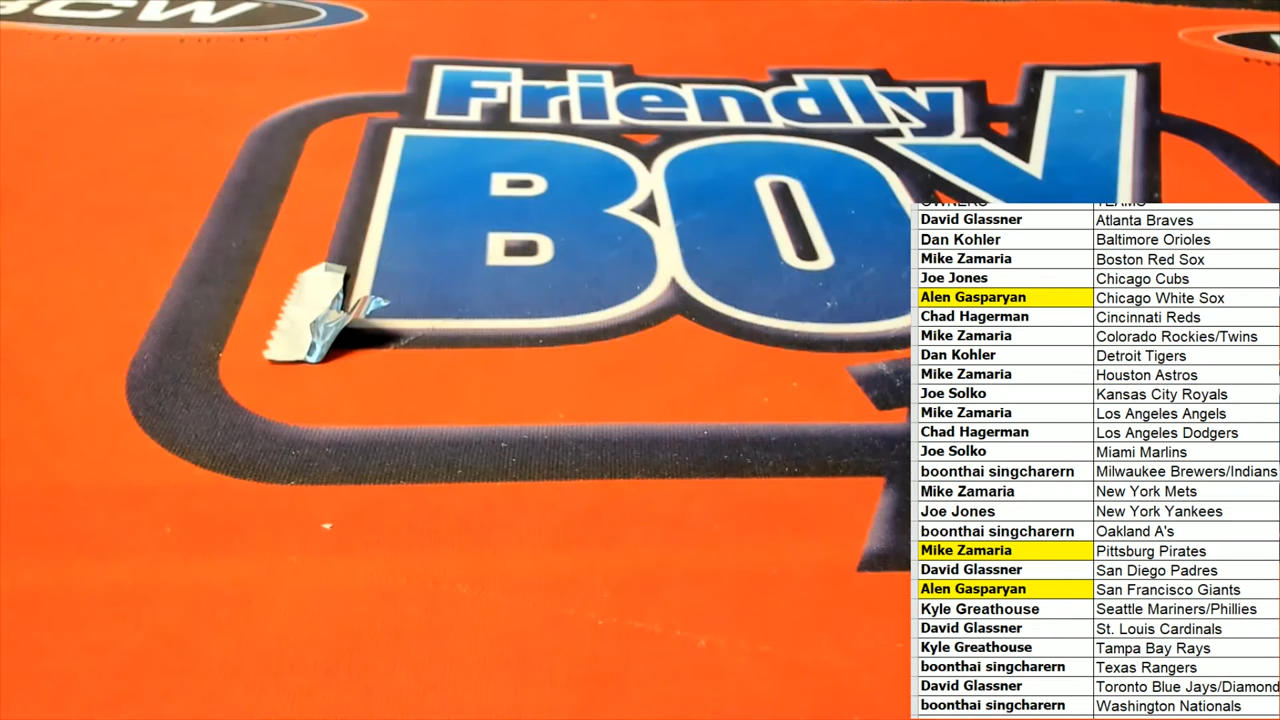 BCW
Friendly
BOX
OWNERS TEAMS
David Glassner Atlanta Braves
Dan Kohler Baltimore Orioles
Mike Zamaria Boston Red Sox
Joe Jones Chicago Cubs
Alen Gasparyan Chicago White Sox
Chad Hagerman Cincinnati Reds
Mike Zamaria Colorado Rockies/Twins
Dan Kohler Detroit Tigers
Mike Zamaria Houston Astros
Joe Solko Kansas City Royals
Mike Zamaria Los Angeles Angels
Chad Hagerman Los Angeles Dodgers
Joe Solko Miami Marlins
boonthai singcharern Milwaukee Brewers/Indians
Mike Zamaria New York Mets
Joe Jones New York Yankees
boonthai singcharern Oakland A's
Mike Zamaria Pittsburg Pirates
David Glassner San Diego Padres
Alen Gasparyan San Francisco Giants
Kyle Greathouse Seattle Mariners/Phillies
David Glassner St. Louis Cardinals
Kyle Greathouse Tampa Bay Rays
boonthai singcharern Texas Rangers
David Glassner Toronto Blue Jays/Diamond
boonthai singcharern Washington Nationals